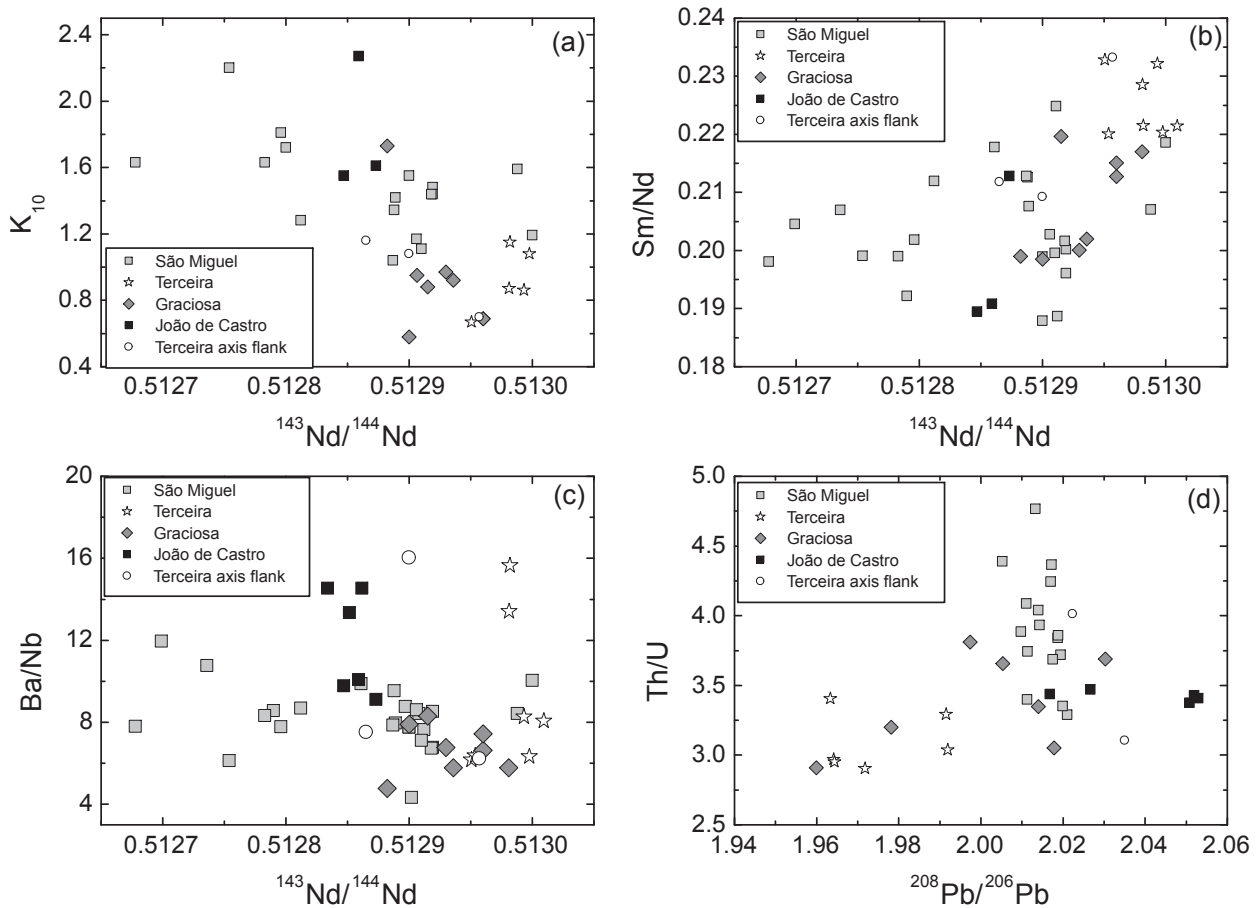 (a)
2.4
2.0
1.6
1.2
0.8
0.4
K10
São Miguel
Terceira
Graciosa
João de Castro
Terceira axis flank
0.5127 0.5128 0.5129 0.5130
143Nd/144Nd
(b)
0.24
0.23
0.22
0.21
0.20
0.19
0.18
Sm/Nd
São Miguel
Terceira
Graciosa
João de Castro
Terceira axis flank
0.5127 0.5128 0.5129 0.5130
143Nd/144Nd
(c)
20
16
12
8
4
Ba/Nb
São Miguel
Terceira
Graciosa
João de Castro
Terceira axis flank
0.5127 0.5128 0.5129 0.5130
143Nd/144Nd
(d)
5.0
4.5
4.0
3.5
3.0
2.5
Th/U
São Miguel
Terceira
Graciosa
João de Castro
Terceira axis flank
1.94 1.96 1.98 2.00 2.02 2.04 2.06
208Pb/206Pb